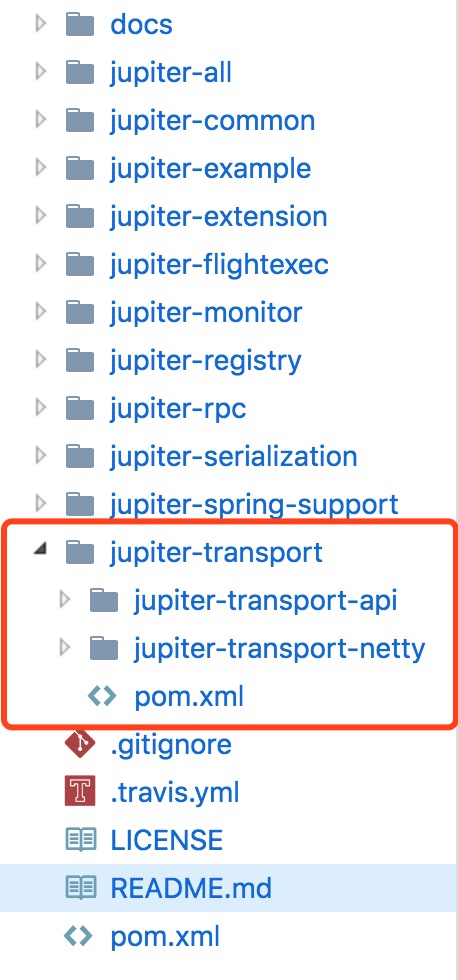 docs
jupiter-all
jupiter-common
jupiter-example
jupiter-extension
jupiter-flightexec
jupiter-monitor
jupiter-registry
jupiter-rpc
jupiter-serialization
jupiter-spring-support
jupiter-transport
jupiter-transport-api
jupiter-transport-netty
pom.xml
.gitignore
.travis.yml
LICENSE
README.md
pom.xml